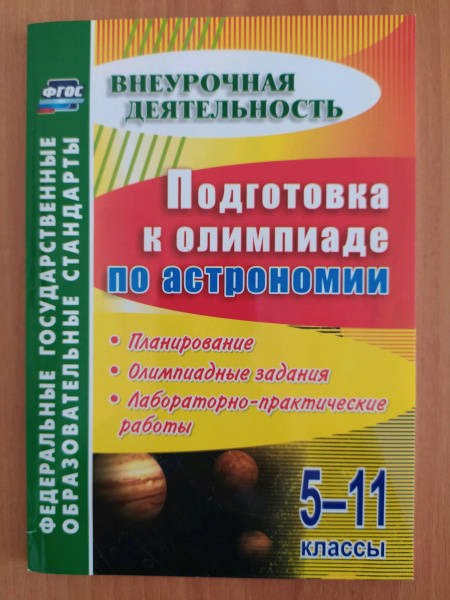 ФГОС
ФЕДЕРАЛЬНЫЕ ГОСУДАРСТВЕННЫЕ
ОБРАЗОВАТЕЛЬНЫЕ СТАНДАРТЫ
ВНЕУРОЧНАЯ
ДЕЯТЕЛЬНОСТЬ
Подготовка
к олимпиаде
по астрономии
• Планирование
• Олимпиадные задания
• Лабораторно-практические
работы
5–11
классы